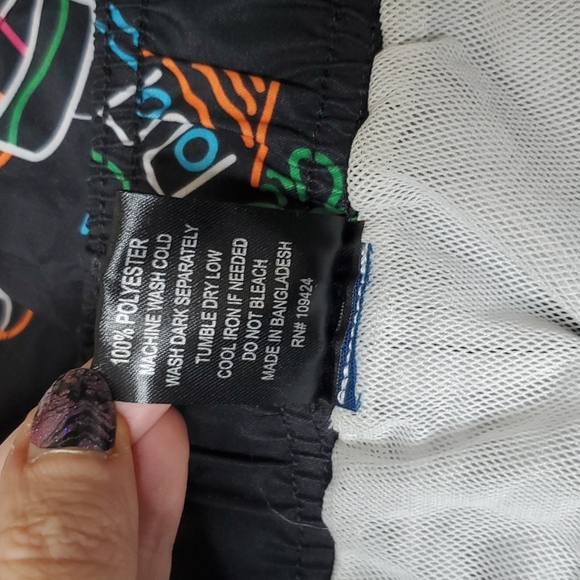 100% POLYESTER
MACHINE WASH COLD
WASH DARK SEPARATELY
TUMBLE DRY LOW
COOL IRON IF NEEDED
DO NOT BLEACH
MADE IN BANGLADESH
RN# 109424